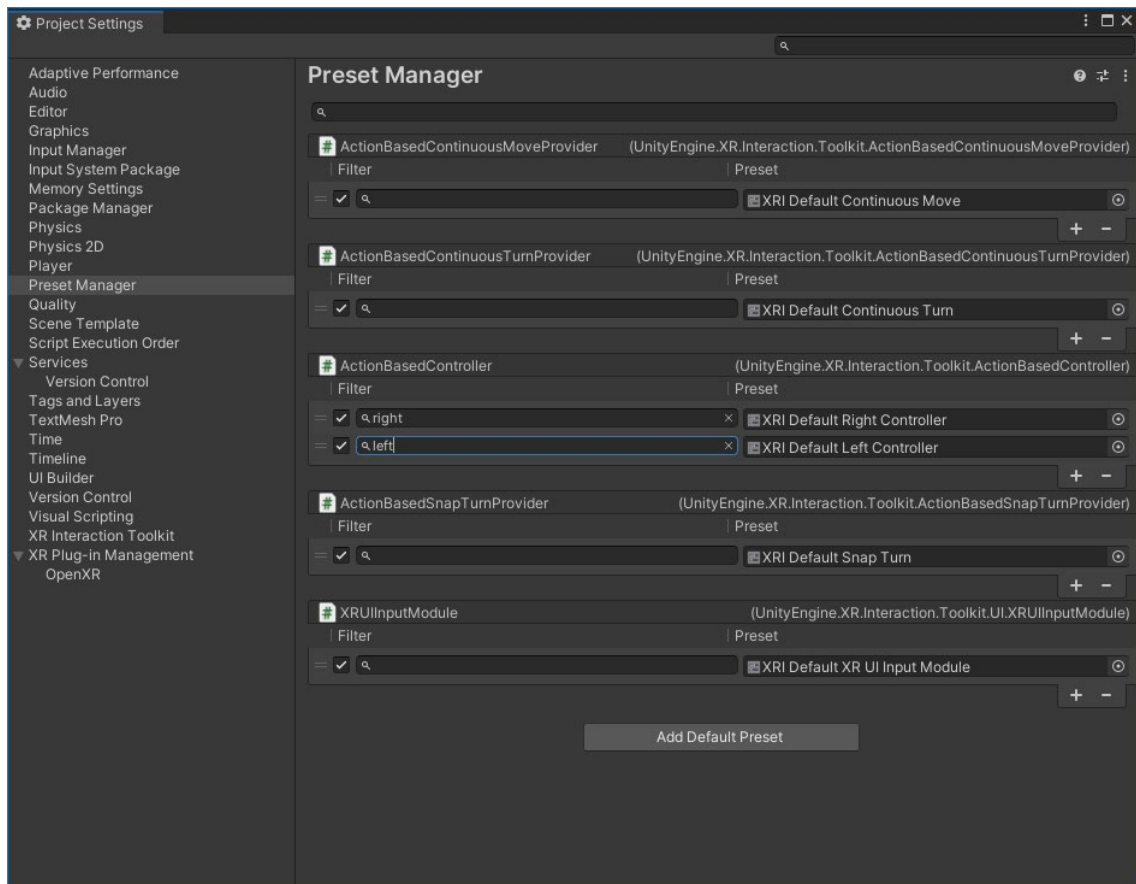 Project Settings
Adaptive Performance
Audio
Editor
Graphics
Input Manager
Input System Package
Memory Settings
Package Manager
Physics
Physics 2D
Player
Preset Manager
Quality
Scene Template
Script Execution Order
Services
Version Control
Tags and Layers
TextMesh Pro
Time
Timeline
UI Builder
Version Control
Visual Scripting
XR Interaction Toolkit
XR Plug-in Management
OpenXR
Preset Manager
ActionBasedContinuousMoveProvider (UnityEngine.XR.Interaction.Toolkit.ActionBasedContinuousMoveProvider)
Filter Preset
XRI Default Continuous Move
ActionBasedContinuousTurnProvider (UnityEngine.XR.Interaction.Toolkit.ActionBasedContinuousTurnProvider)
Filter Preset
XRI Default Continuous Turn
ActionBasedController (UnityEngine.XR.Interaction.Toolkit.ActionBasedController)
Filter Preset
right XRI Default Right Controller
left XRI Default Left Controller
ActionBasedSnapTurnProvider (UnityEngine.XR.Interaction.Toolkit.ActionBasedSnapTurnProvider)
Filter Preset
XRI Default Snap Turn
XRUIInputModule (UnityEngine.XR.Interaction.Toolkit.UI.XRUIInputModule)
Filter Preset
XRI Default XR UI Input Module
Add Default Preset